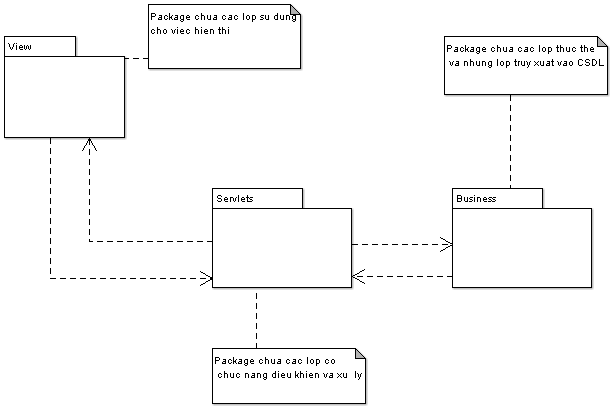 Package chua cac lop su dung
cho viec hien thi
View
Package chua cac lop thuc the
va nhung lop truy xuat vao CSDL
Servlets
Business
Package chua cac lop co
chuc nang dieu khien va xu ly